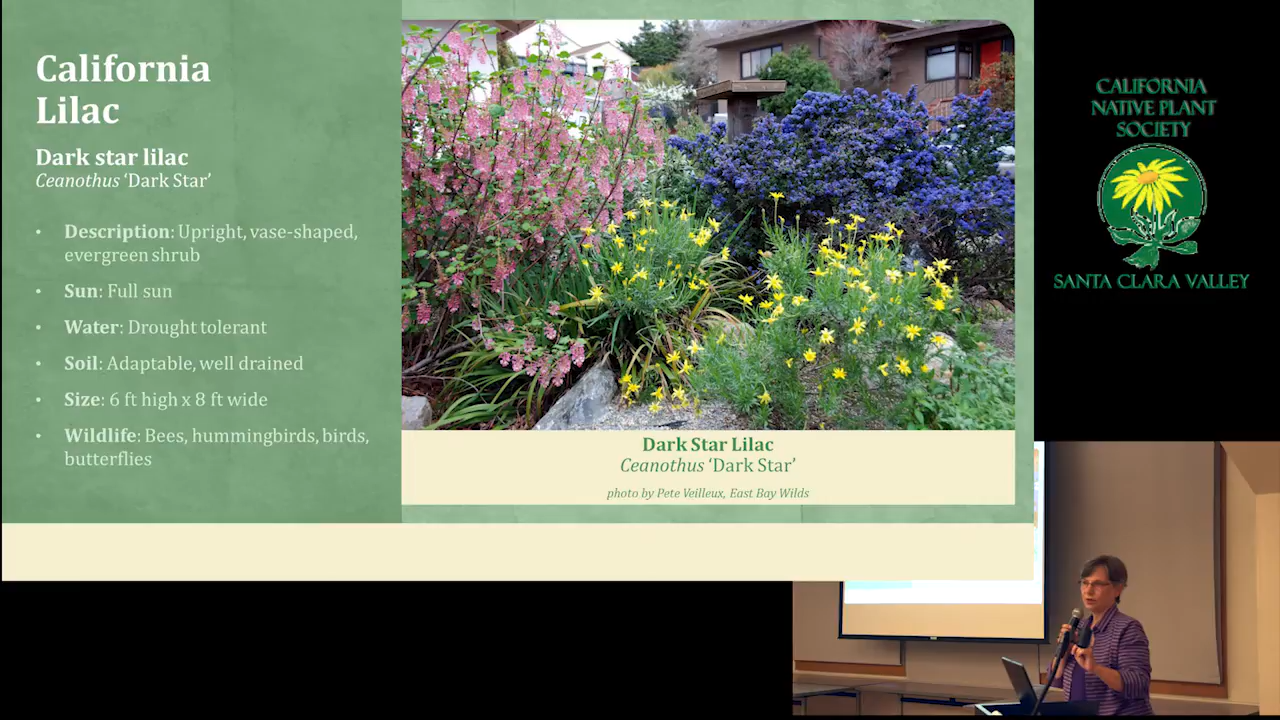 California
Lilac
Dark star lilac
Ceanothus ‘Dark Star’
• Description: Upright, vase-shaped,
evergreen shrub
• Sun: Full sun
• Water: Drought tolerant
• Soil: Adaptable, well drained
• Size: 6 ft high x 8 ft wide
• Wildlife: Bees, hummingbirds, birds,
butterflies
Dark Star Lilac
Ceanothus ‘Dark Star’
photo by Pete Veilleux, East Bay Wilds
CALIFORNIA
NATIVE PLANT
SOCIETY
SANTA CLARA VALLEY